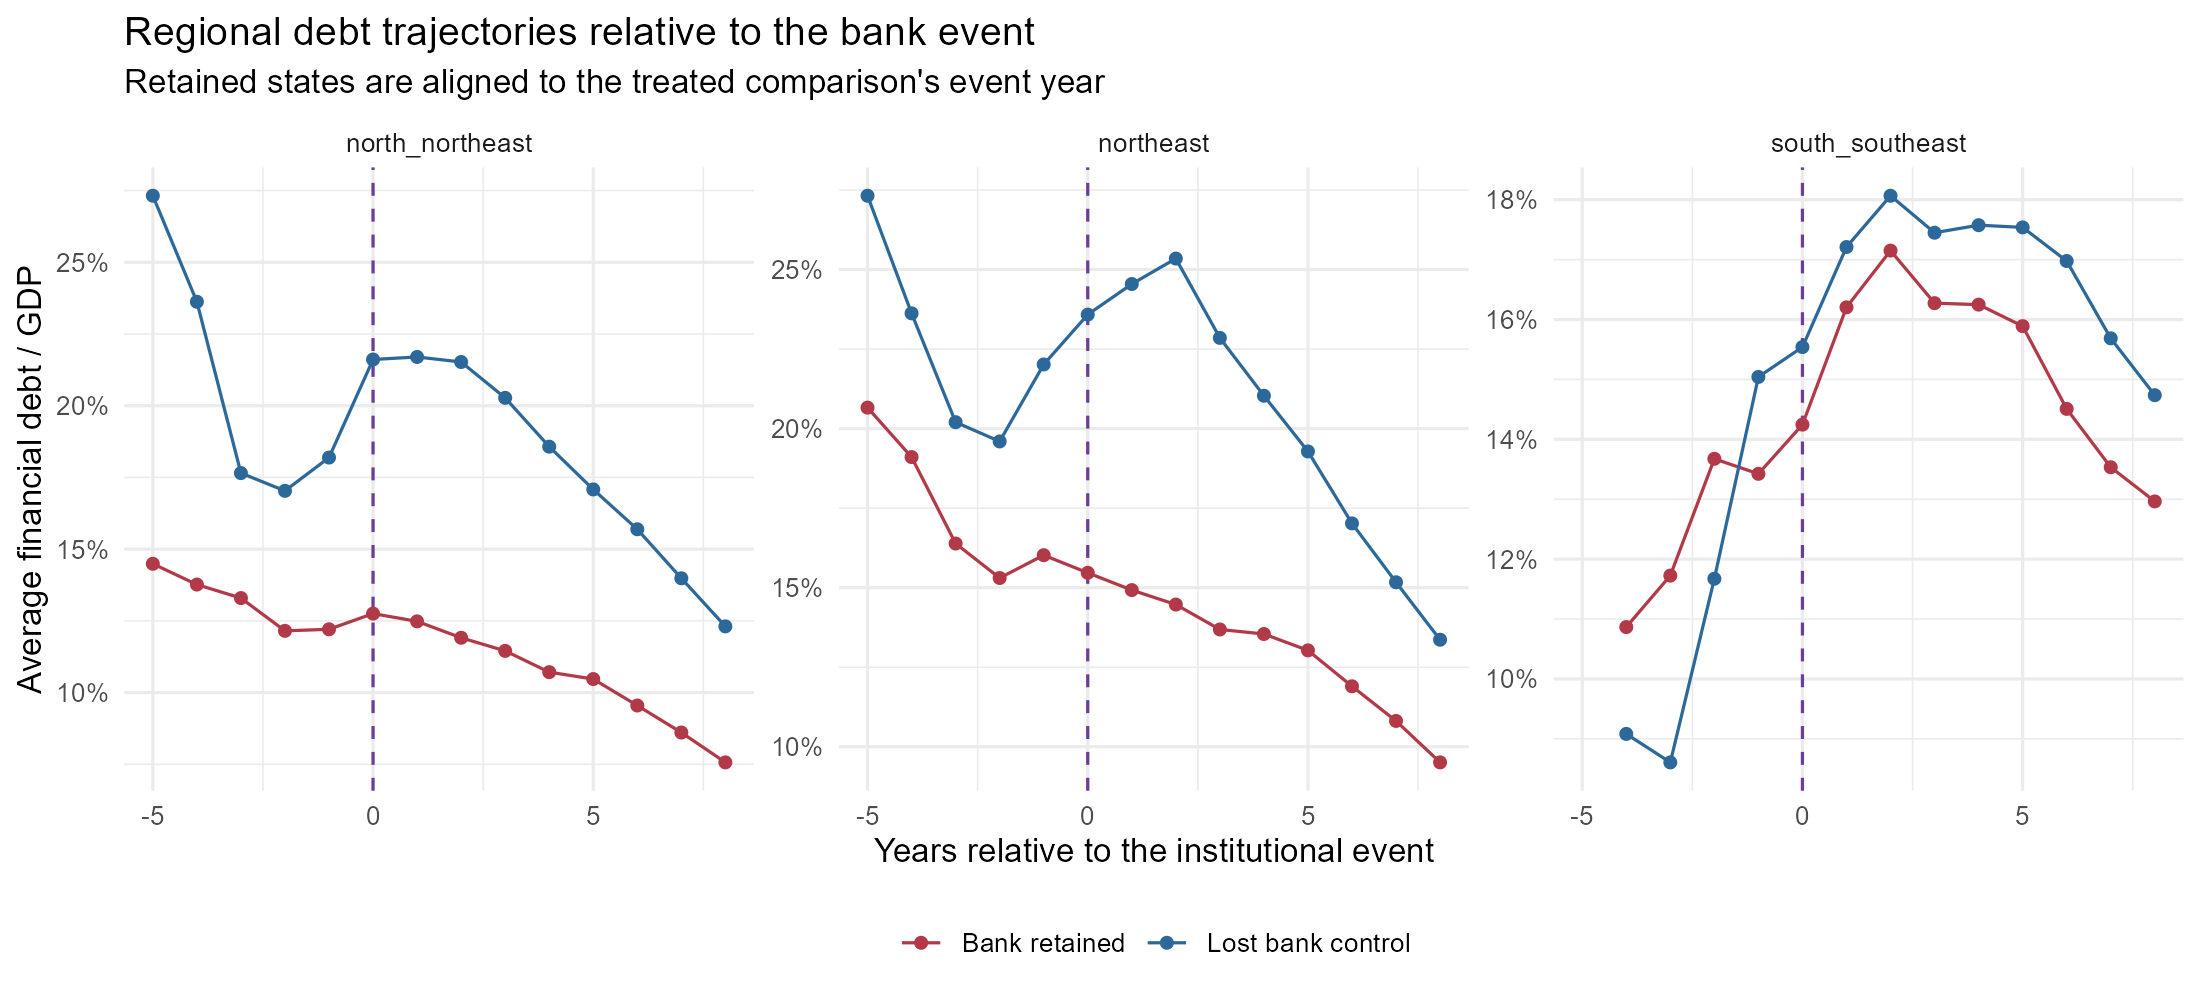 Regional debt trajectories relative to the bank event
Retained states are aligned to the treated comparison's event year
north_northeast
northeast
south_southeast
Average financial debt / GDP
25%
20%
15%
10%
25%
20%
15%
10%
18%
16%
14%
12%
10%
-5 0 5
-5 0 5
-5 0 5
Years relative to the institutional event
Bank retained
Lost bank control